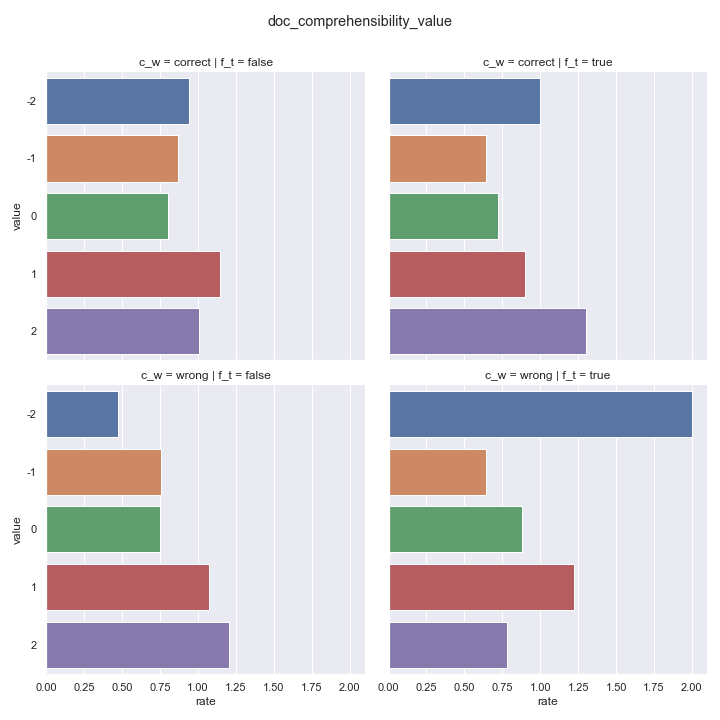 doc_comprehensibility_value
c_w = correct | f_t = false
c_w = correct | f_t = true
-2
-1
0
1
2
value
c_w = wrong | f_t = false
c_w = wrong | f_t = true
-2
-1
0
1
2
value
0.00 0.25 0.50 0.75 1.00 1.25 1.50 1.75 2.00
0.00 0.25 0.50 0.75 1.00 1.25 1.50 1.75 2.00
rate
rate